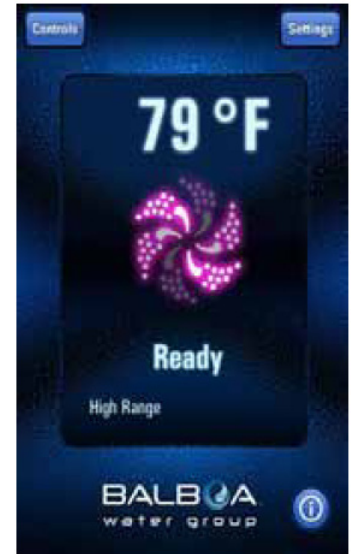 Controls
Settings
79 °F
Ready
High Range
BALBOA
water group
i